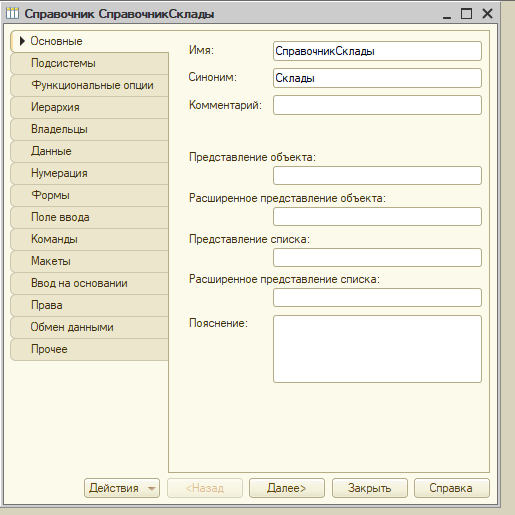 Справочник СправочникСклады
Основные
Подсистемы
Функциональные опции
Иерархия
Владельцы
Данные
Нумерация
Формы
Поле ввода
Команды
Макеты
Ввод на основании
Права
Обмен данными
Прочее
Имя: СправочникСклады
Синоним: Склады
Комментарий:
Представление объекта:
Расширенное представление объекта:
Представление списка:
Расширенное представление списка:
Пояснение:
Действия <Назад Далее> Закрыть Справка